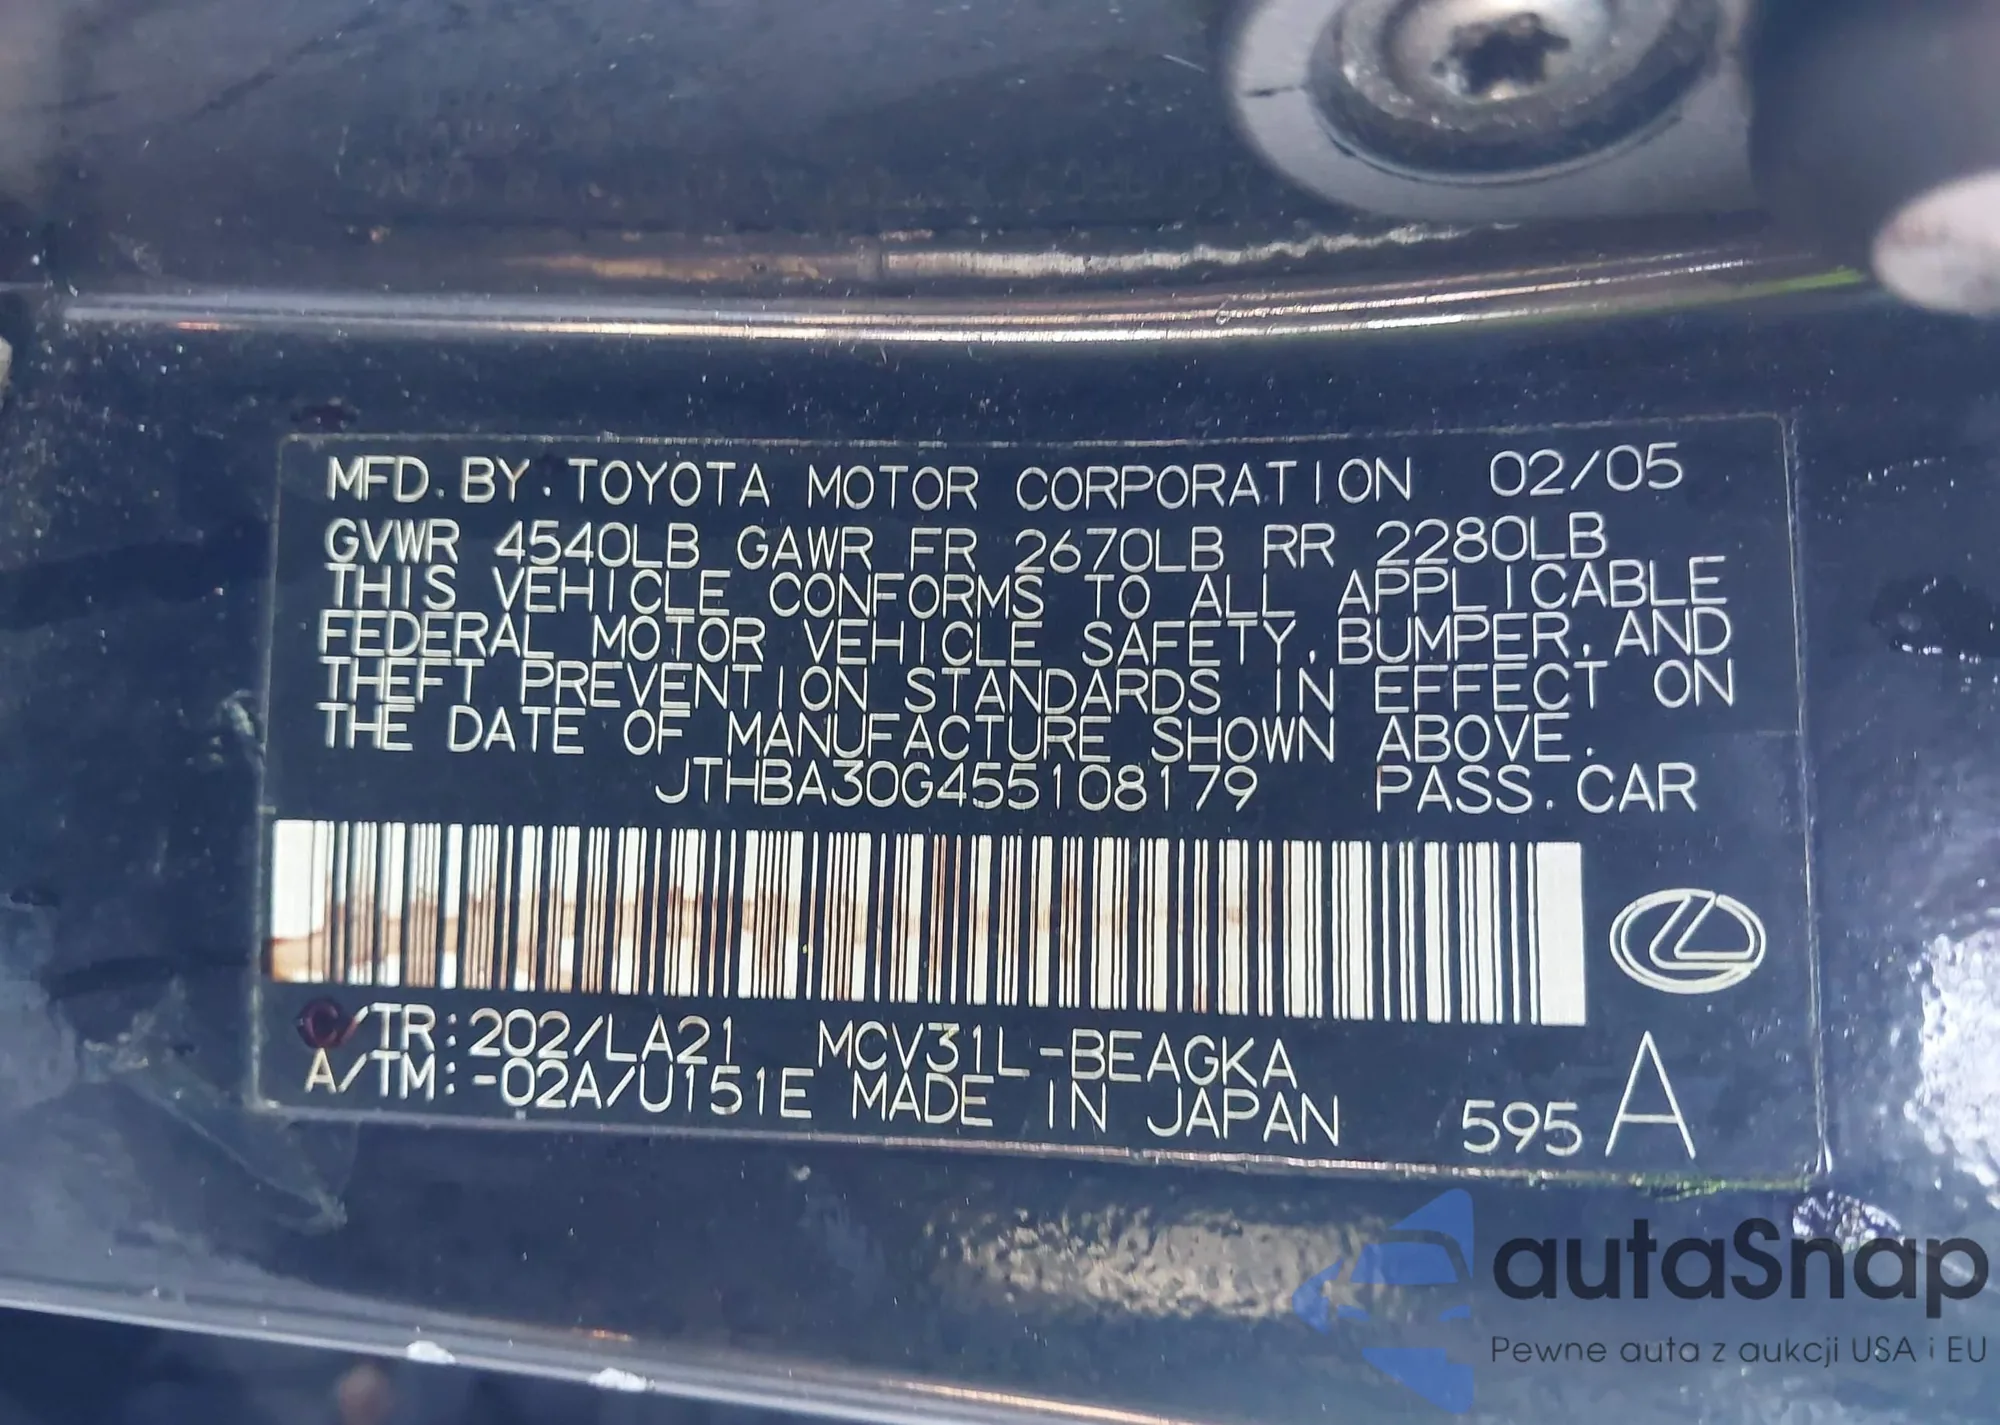 MFD. BY. TOYOTA MOTOR CORPORATION 02/05
GVWR 4540LB GAWR FR 2670LB RR 2280LB
THIS VEHICLE CONFORMS TO ALL APPLICABLE
FEDERAL MOTOR VEHICLE SAFETY, BUMPER, AND
THEFT PREVENTION STANDARDS IN EFFECT ON
THE DATE OF MANUFACTURE SHOWN ABOVE.
JTHBA30G455108179 PASS. CAR
C/TR:202/LA21 MCV31L-BEAGKA
A/TM:-02A/U151E MADE IN JAPAN 595 A
autaSnap
Pewne auta z aukcji USA i EU